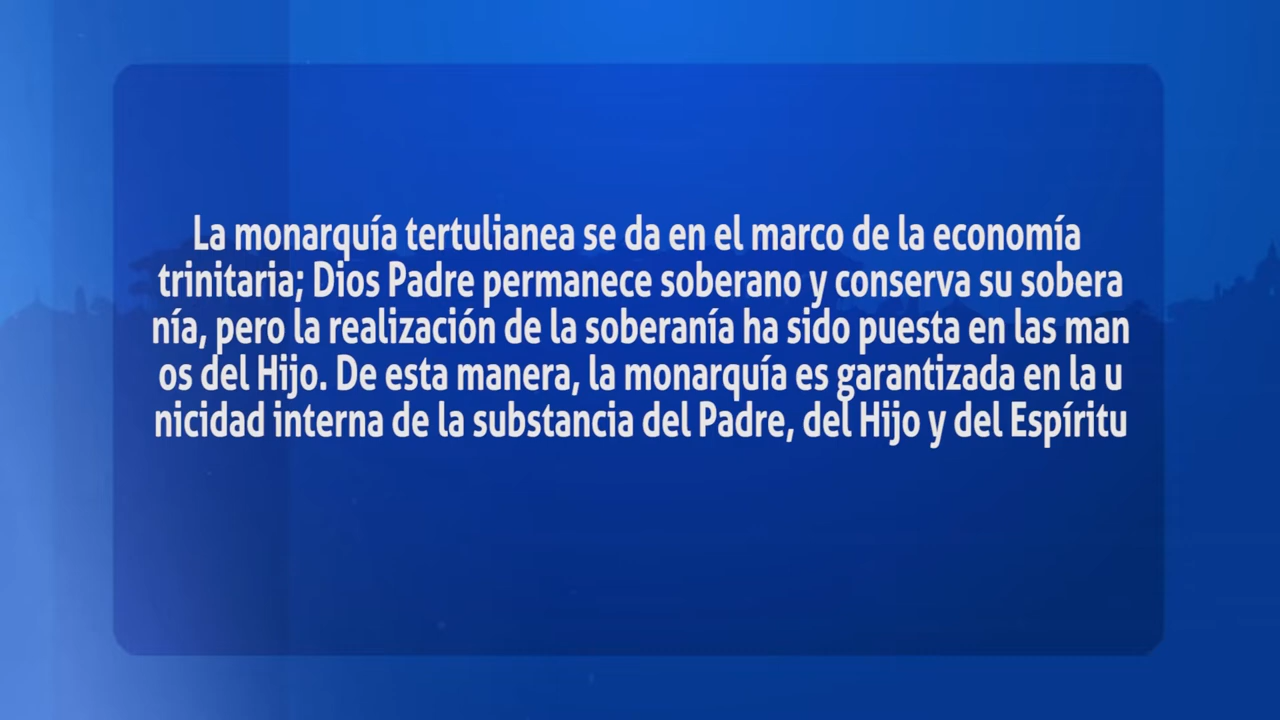 La monarquía tertulianea se da en el marco de la economía
trinitaria; Dios Padre permanece soberano y conserva su sobera
nía, pero la realización de la soberanía ha sido puesta en las man
os del Hijo. De esta manera, la monarquía es garantizada en la u
nicidad interna de la substancia del Padre, del Hijo y del Espíritu